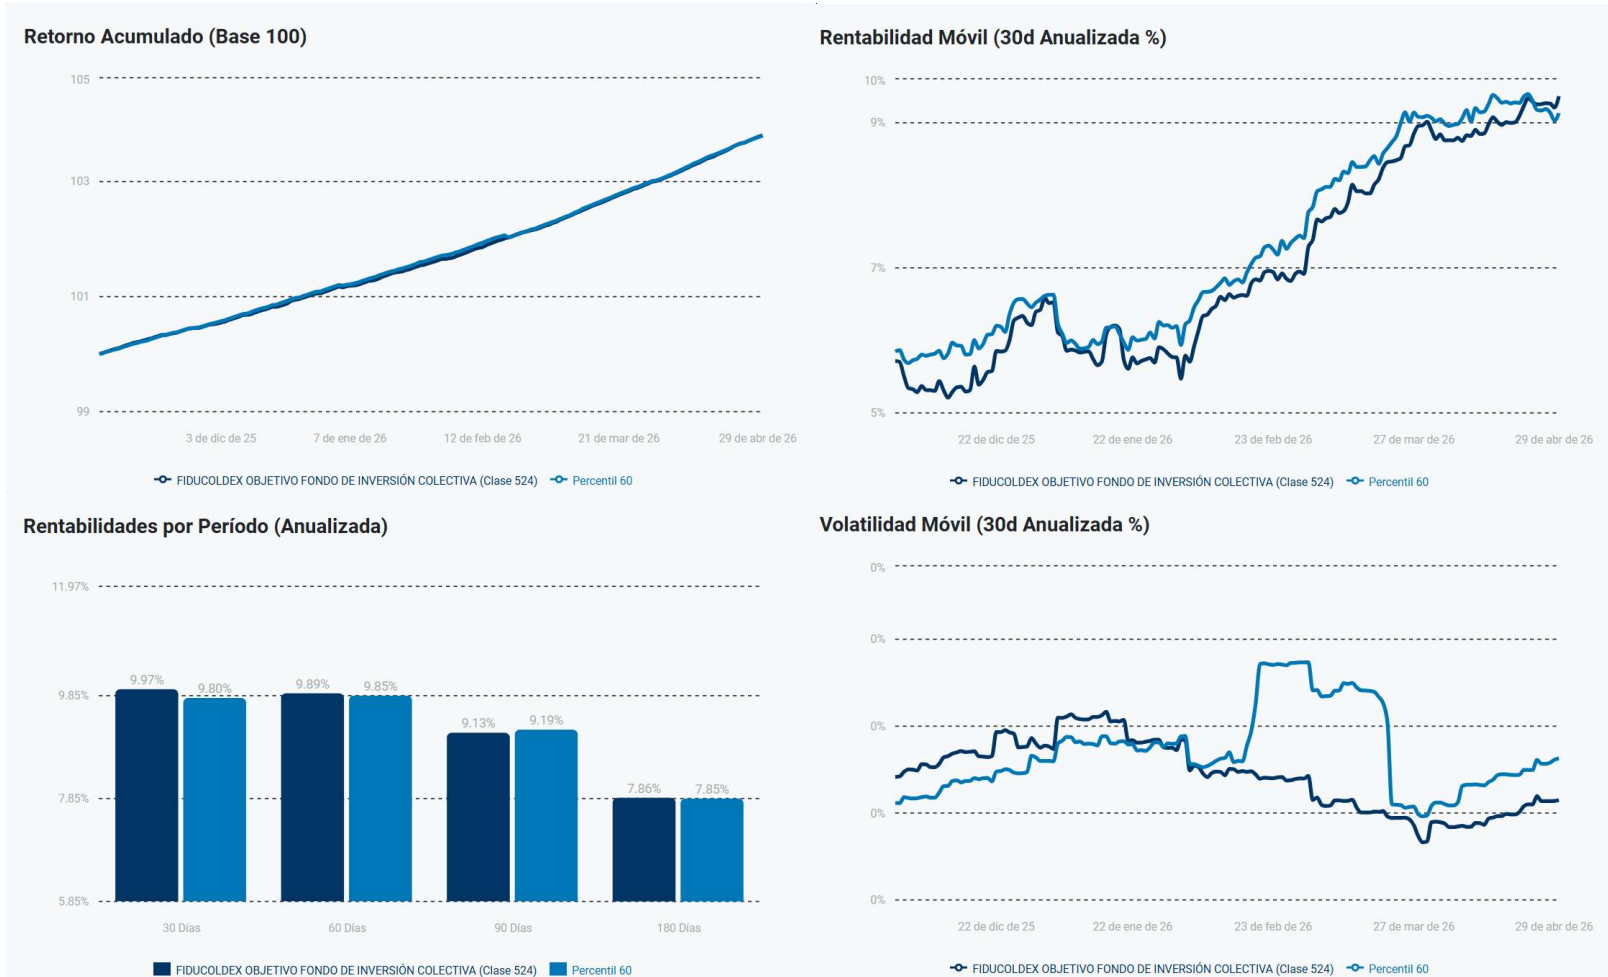 Retorno Acumulado (Base 100)
105
103
101
99
3 de dic de 25 7 de ene de 26 12 de feb de 26 21 de mar de 26 29 de abr de 26
FIDUCOLDEX OBJETIVO FONDO DE INVERSIÓN COLECTIVA (Clase 524) Percentil 60
Rentabilidad Móvil (30d Anualizada %)
10%
9%
7%
5%
22 de dic de 25 22 de ene de 26 23 de feb de 26 27 de mar de 26 29 de abr de 26
FIDUCOLDEX OBJETIVO FONDO DE INVERSIÓN COLECTIVA (Clase 524) Percentil 60
Rentabilidades por Período (Anualizada)
11.97%
9.85%
7.85%
5.85%
9.97% 9.80% 9.89% 9.85% 9.13% 9.19% 7.86% 7.85%
30 Días 60 Días 90 Días 180 Días
FIDUCOLDEX OBJETIVO FONDO DE INVERSIÓN COLECTIVA (Clase 524) Percentil 60
Volatilidad Móvil (30d Anualizada %)
0%
0%
0%
0%
0%
22 de dic de 25 22 de ene de 26 23 de feb de 26 27 de mar de 26 29 de abr de 26
FIDUCOLDEX OBJETIVO FONDO DE INVERSIÓN COLECTIVA (Clase 524) Percentil 60